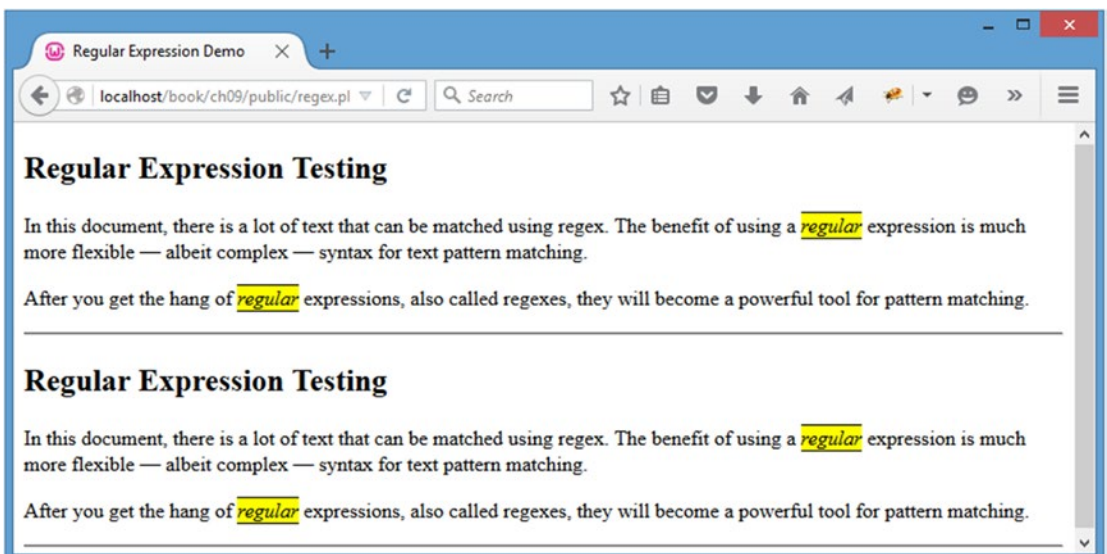 Regular Expression Demo
localhost/book/ch09/public/regex.pl
Search
Regular Expression Testing
In this document, there is a lot of text that can be matched using regex. The benefit of using a regular expression is much
more flexible — albeit complex — syntax for text pattern matching.
After you get the hang of regular expressions, also called regexes, they will become a powerful tool for pattern matching.
Regular Expression Testing
In this document, there is a lot of text that can be matched using regex. The benefit of using a regular expression is much
more flexible — albeit complex — syntax for text pattern matching.
After you get the hang of regular expressions, also called regexes, they will become a powerful tool for pattern matching.